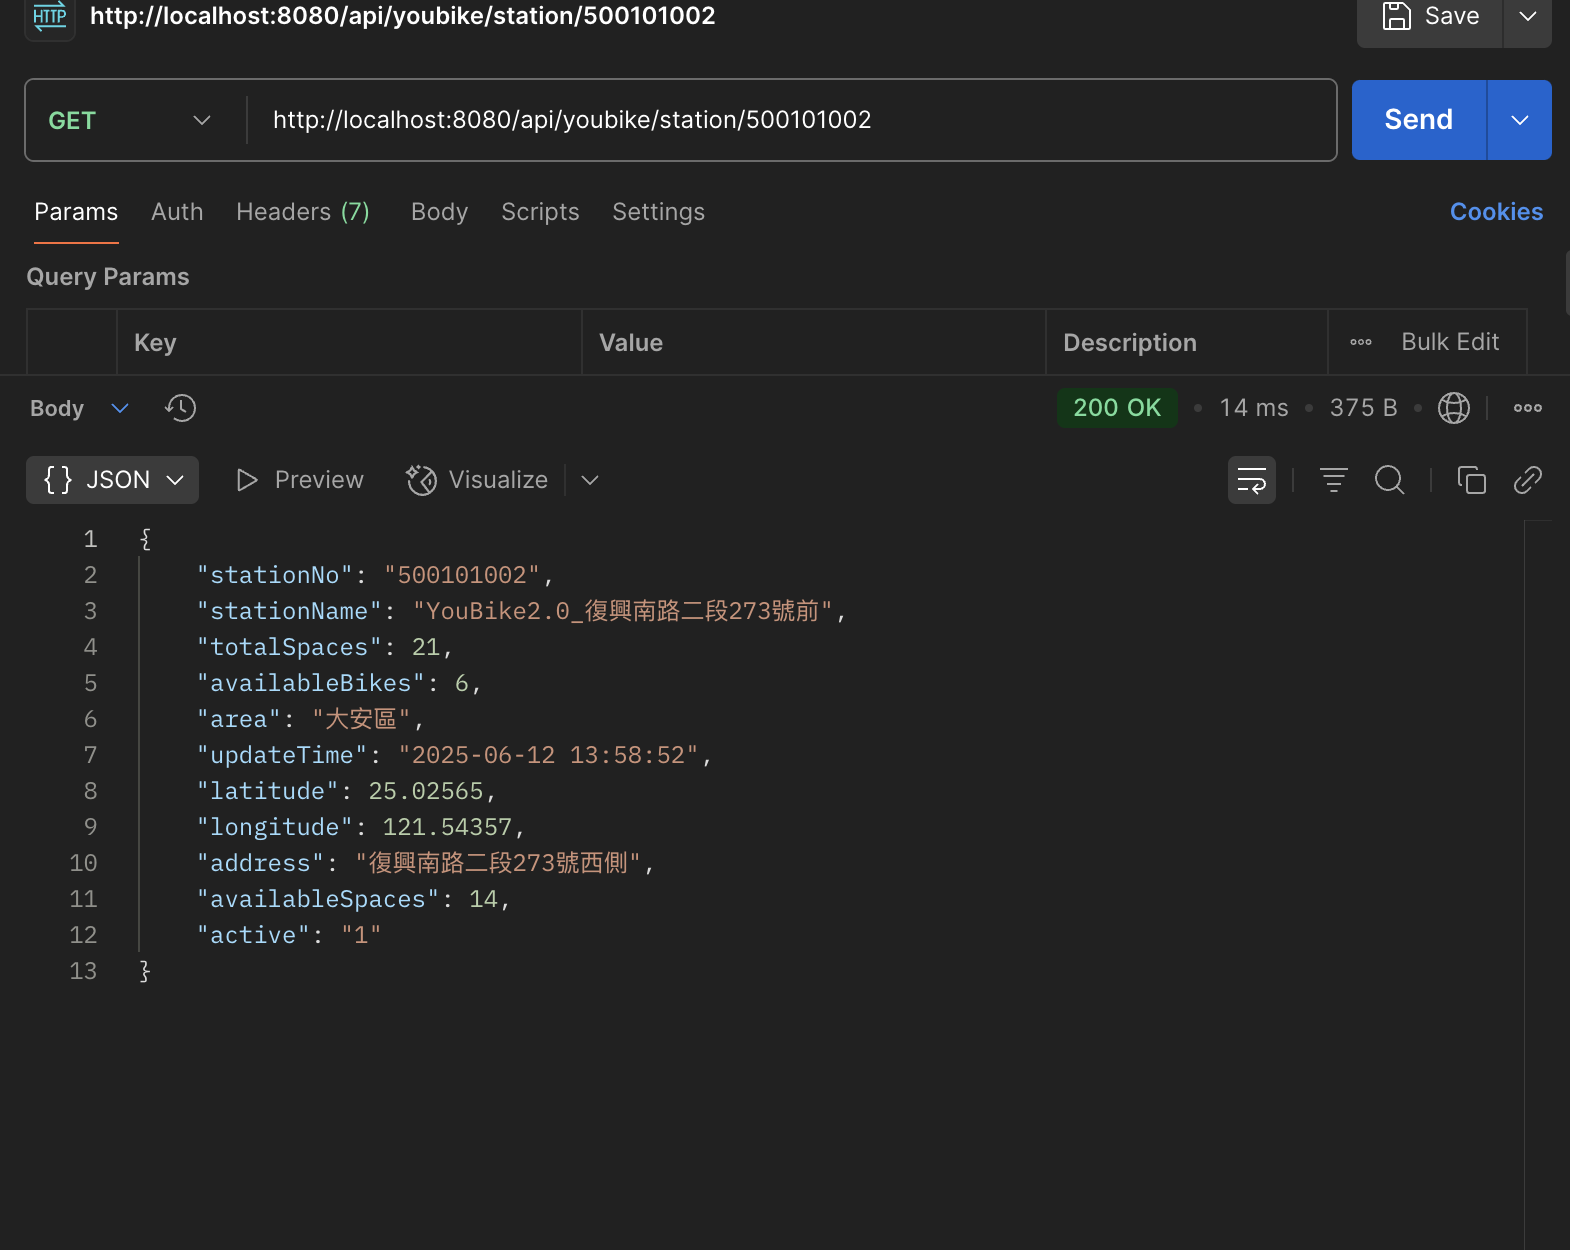 HTTP http://localhost:8080/api/youbike/station/500101002 Save
GET http://localhost:8080/api/youbike/station/500101002 Send
Params Auth Headers (7) Body Scripts Settings Cookies
Query Params
Key Value Description Bulk Edit
Body 200 OK • 14 ms • 375 B
{} JSON Preview Visualize
1 {
2 "stationNo": "500101002",
3 "stationName": "YouBike2.0_復興南路二段273號前",
4 "totalSpaces": 21,
5 "availableBikes": 6,
6 "area": "大安區",
7 "updateTime": "2025-06-12 13:58:52",
8 "latitude": 25.02565,
9 "longitude": 121.54357,
10 "address": "復興南路二段273號西側",
11 "availableSpaces": 14,
12 "active": "1"
13 }